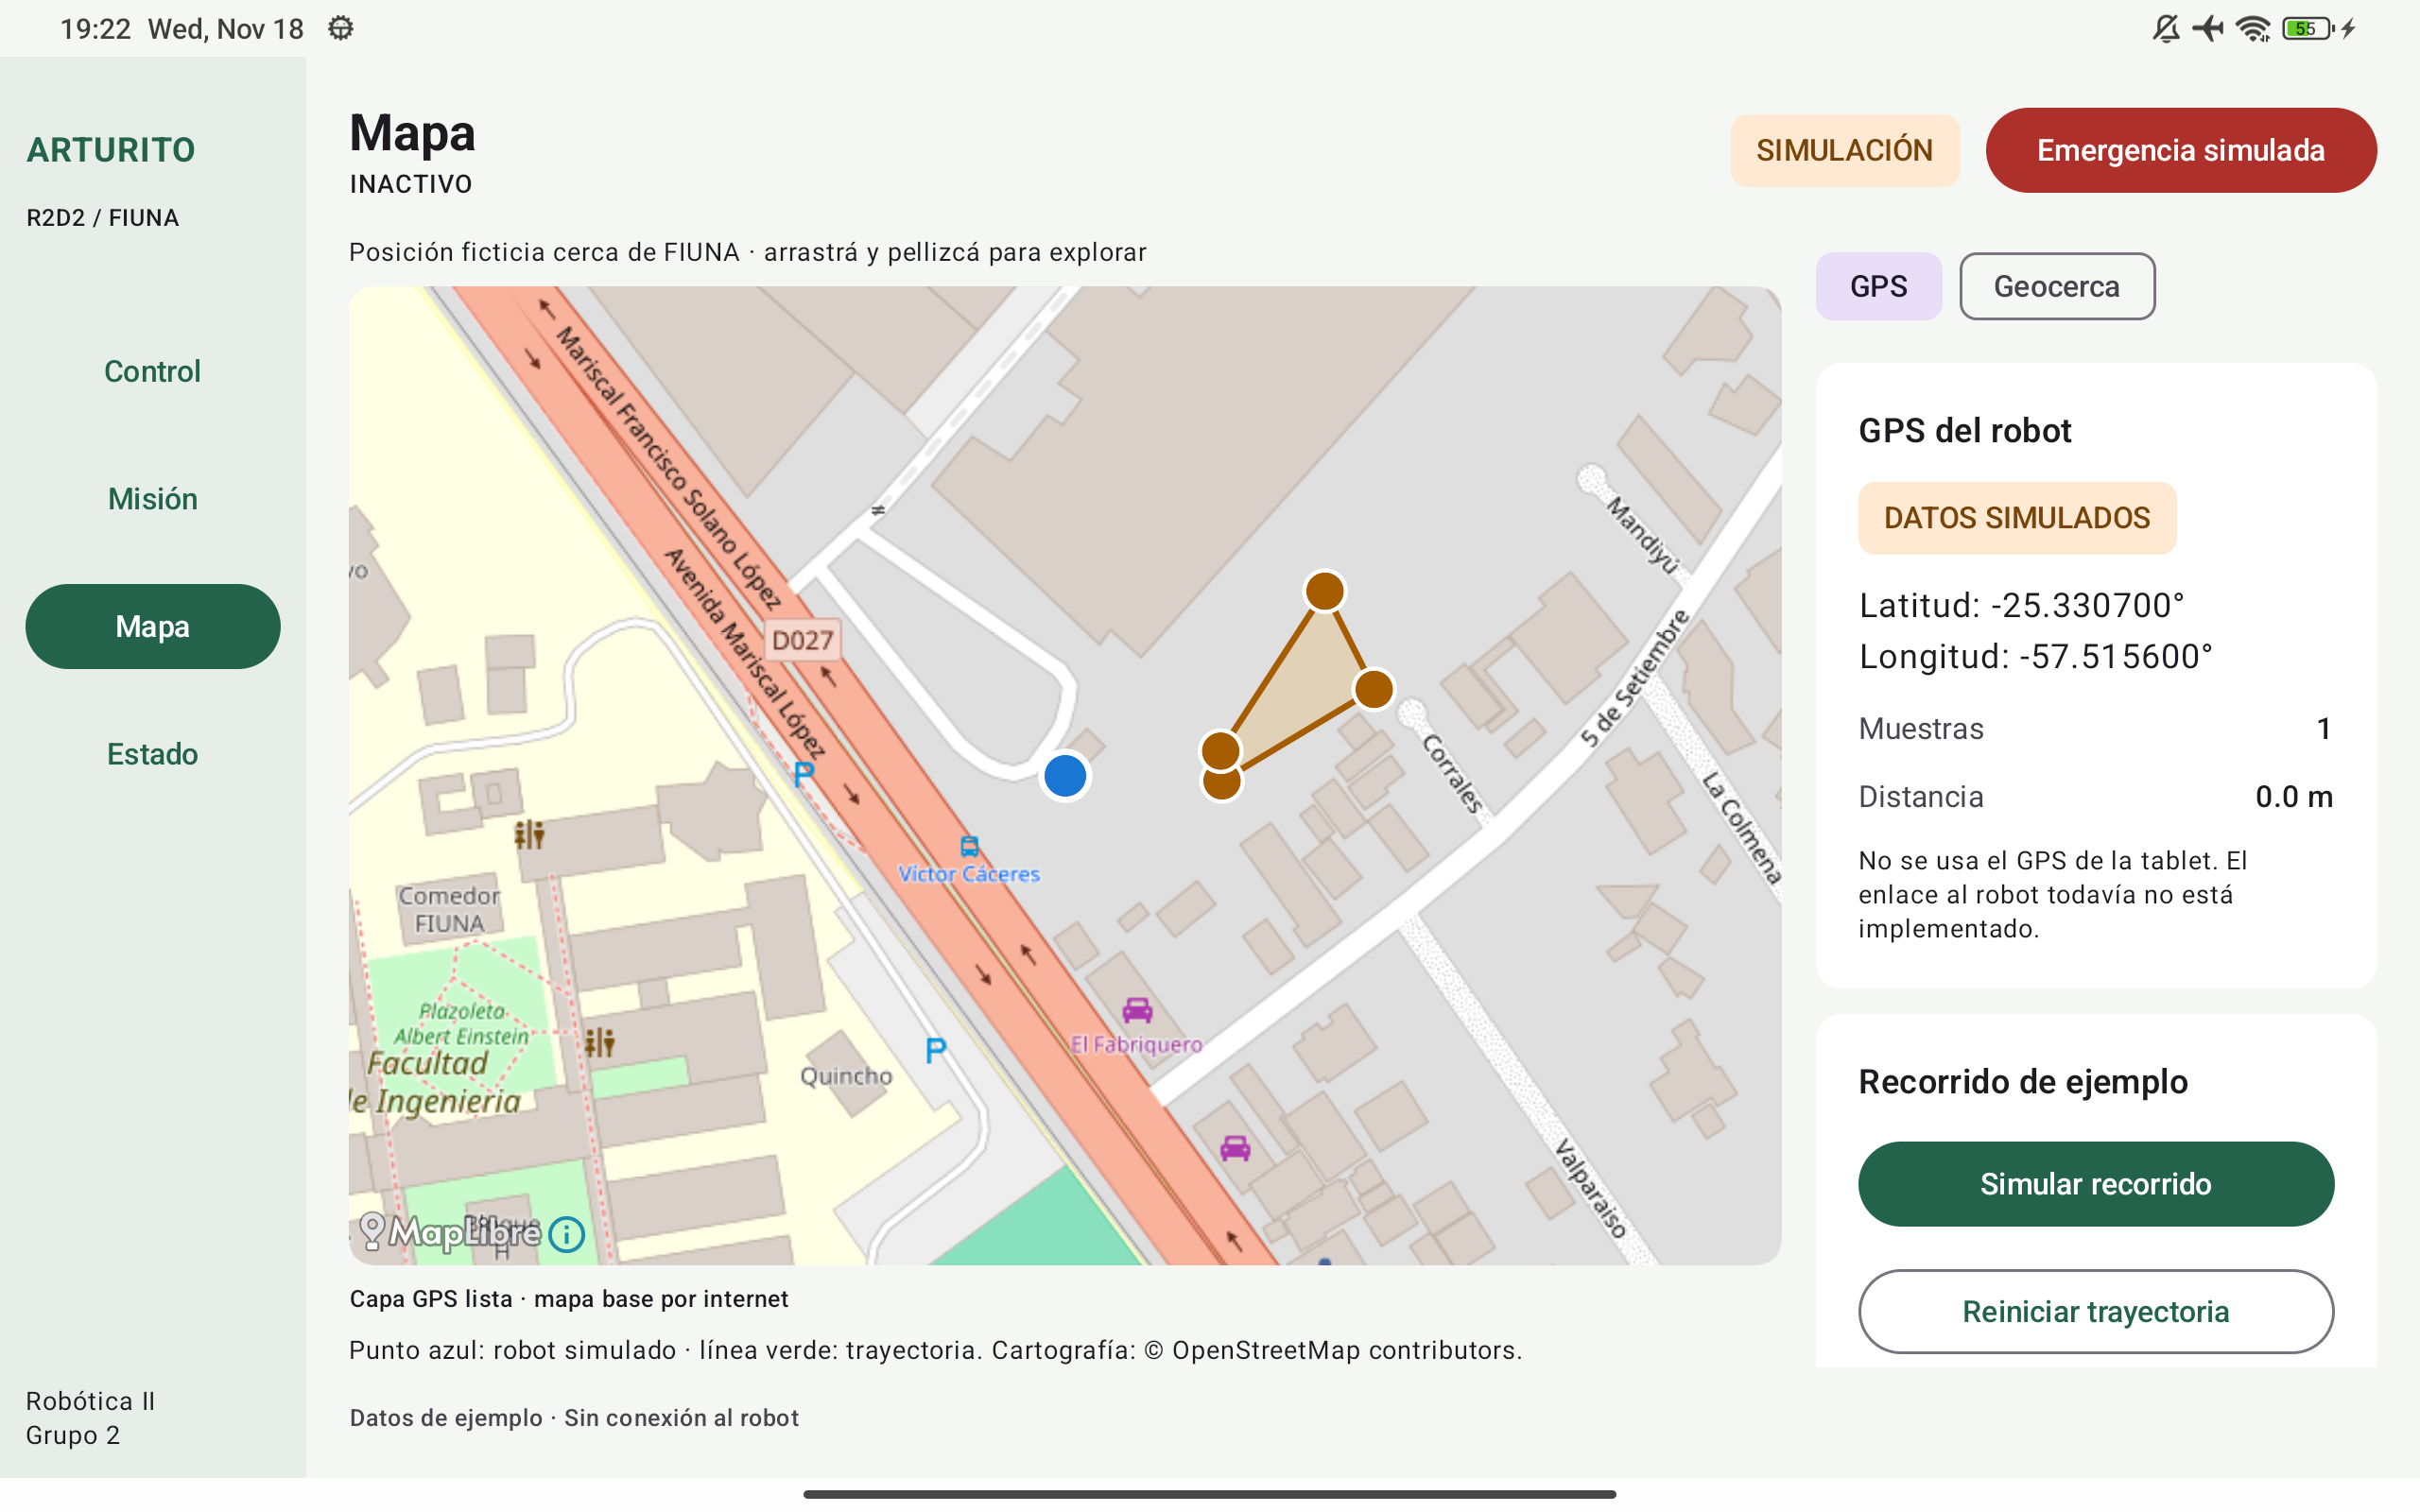 19:22 Wed, Nov 18
55
ARTURITO
R2D2 / FIUNA
Control
Misión
Mapa
Estado
Robótica II
Grupo 2
Mapa
INACTIVO
SIMULACIÓN
Emergencia simulada
Posición ficticia cerca de FIUNA · arrastrá y pellizcá para explorar
Mariscal Francisco Solano López
Avenida Mariscal López
D027
Mandiyú
5 de Setiembre
Corrales
La Colmena
Valparaiso
P
Victor Cáceres
Comedor
FIUNA
Plazoleta
Albert Einstein
Facultad
de Ingenieria
Quincho
P
El Fabriquero
H
MapLibre
Capa GPS lista · mapa base por internet
Punto azul: robot simulado · línea verde: trayectoria. Cartografía: © OpenStreetMap contributors.
Datos de ejemplo · Sin conexión al robot
GPS
Geocerca
GPS del robot
DATOS SIMULADOS
Latitud: -25.330700°
Longitud: -57.515600°
Muestras 1
Distancia 0.0 m
No se usa el GPS de la tablet. El
enlace al robot todavía no está
implementado.
Recorrido de ejemplo
Simular recorrido
Reiniciar trayectoria